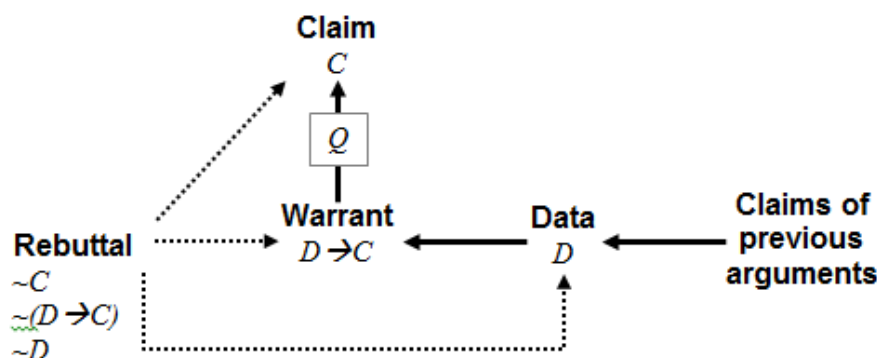 Claim
C
Q
Warrant
D→C
Data
D
Claims of
previous
arguments
Rebuttal
~C
~(D→C)
~D